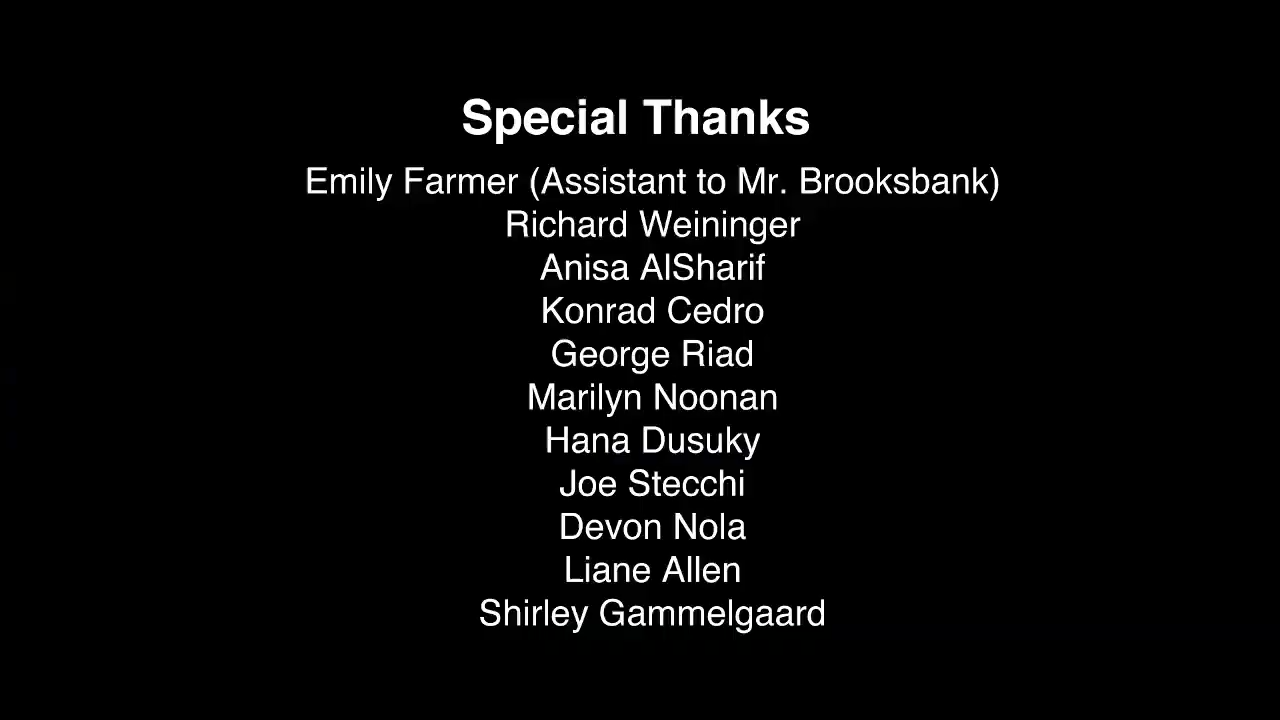 Special Thanks
Emily Farmer (Assistant to Mr. Brooksbank)
Richard Weininger
Anisa AlSharif
Konrad Cedro
George Riad
Marilyn Noonan
Hana Dusuky
Joe Stecchi
Devon Nola
Liane Allen
Shirley Gammelgaard